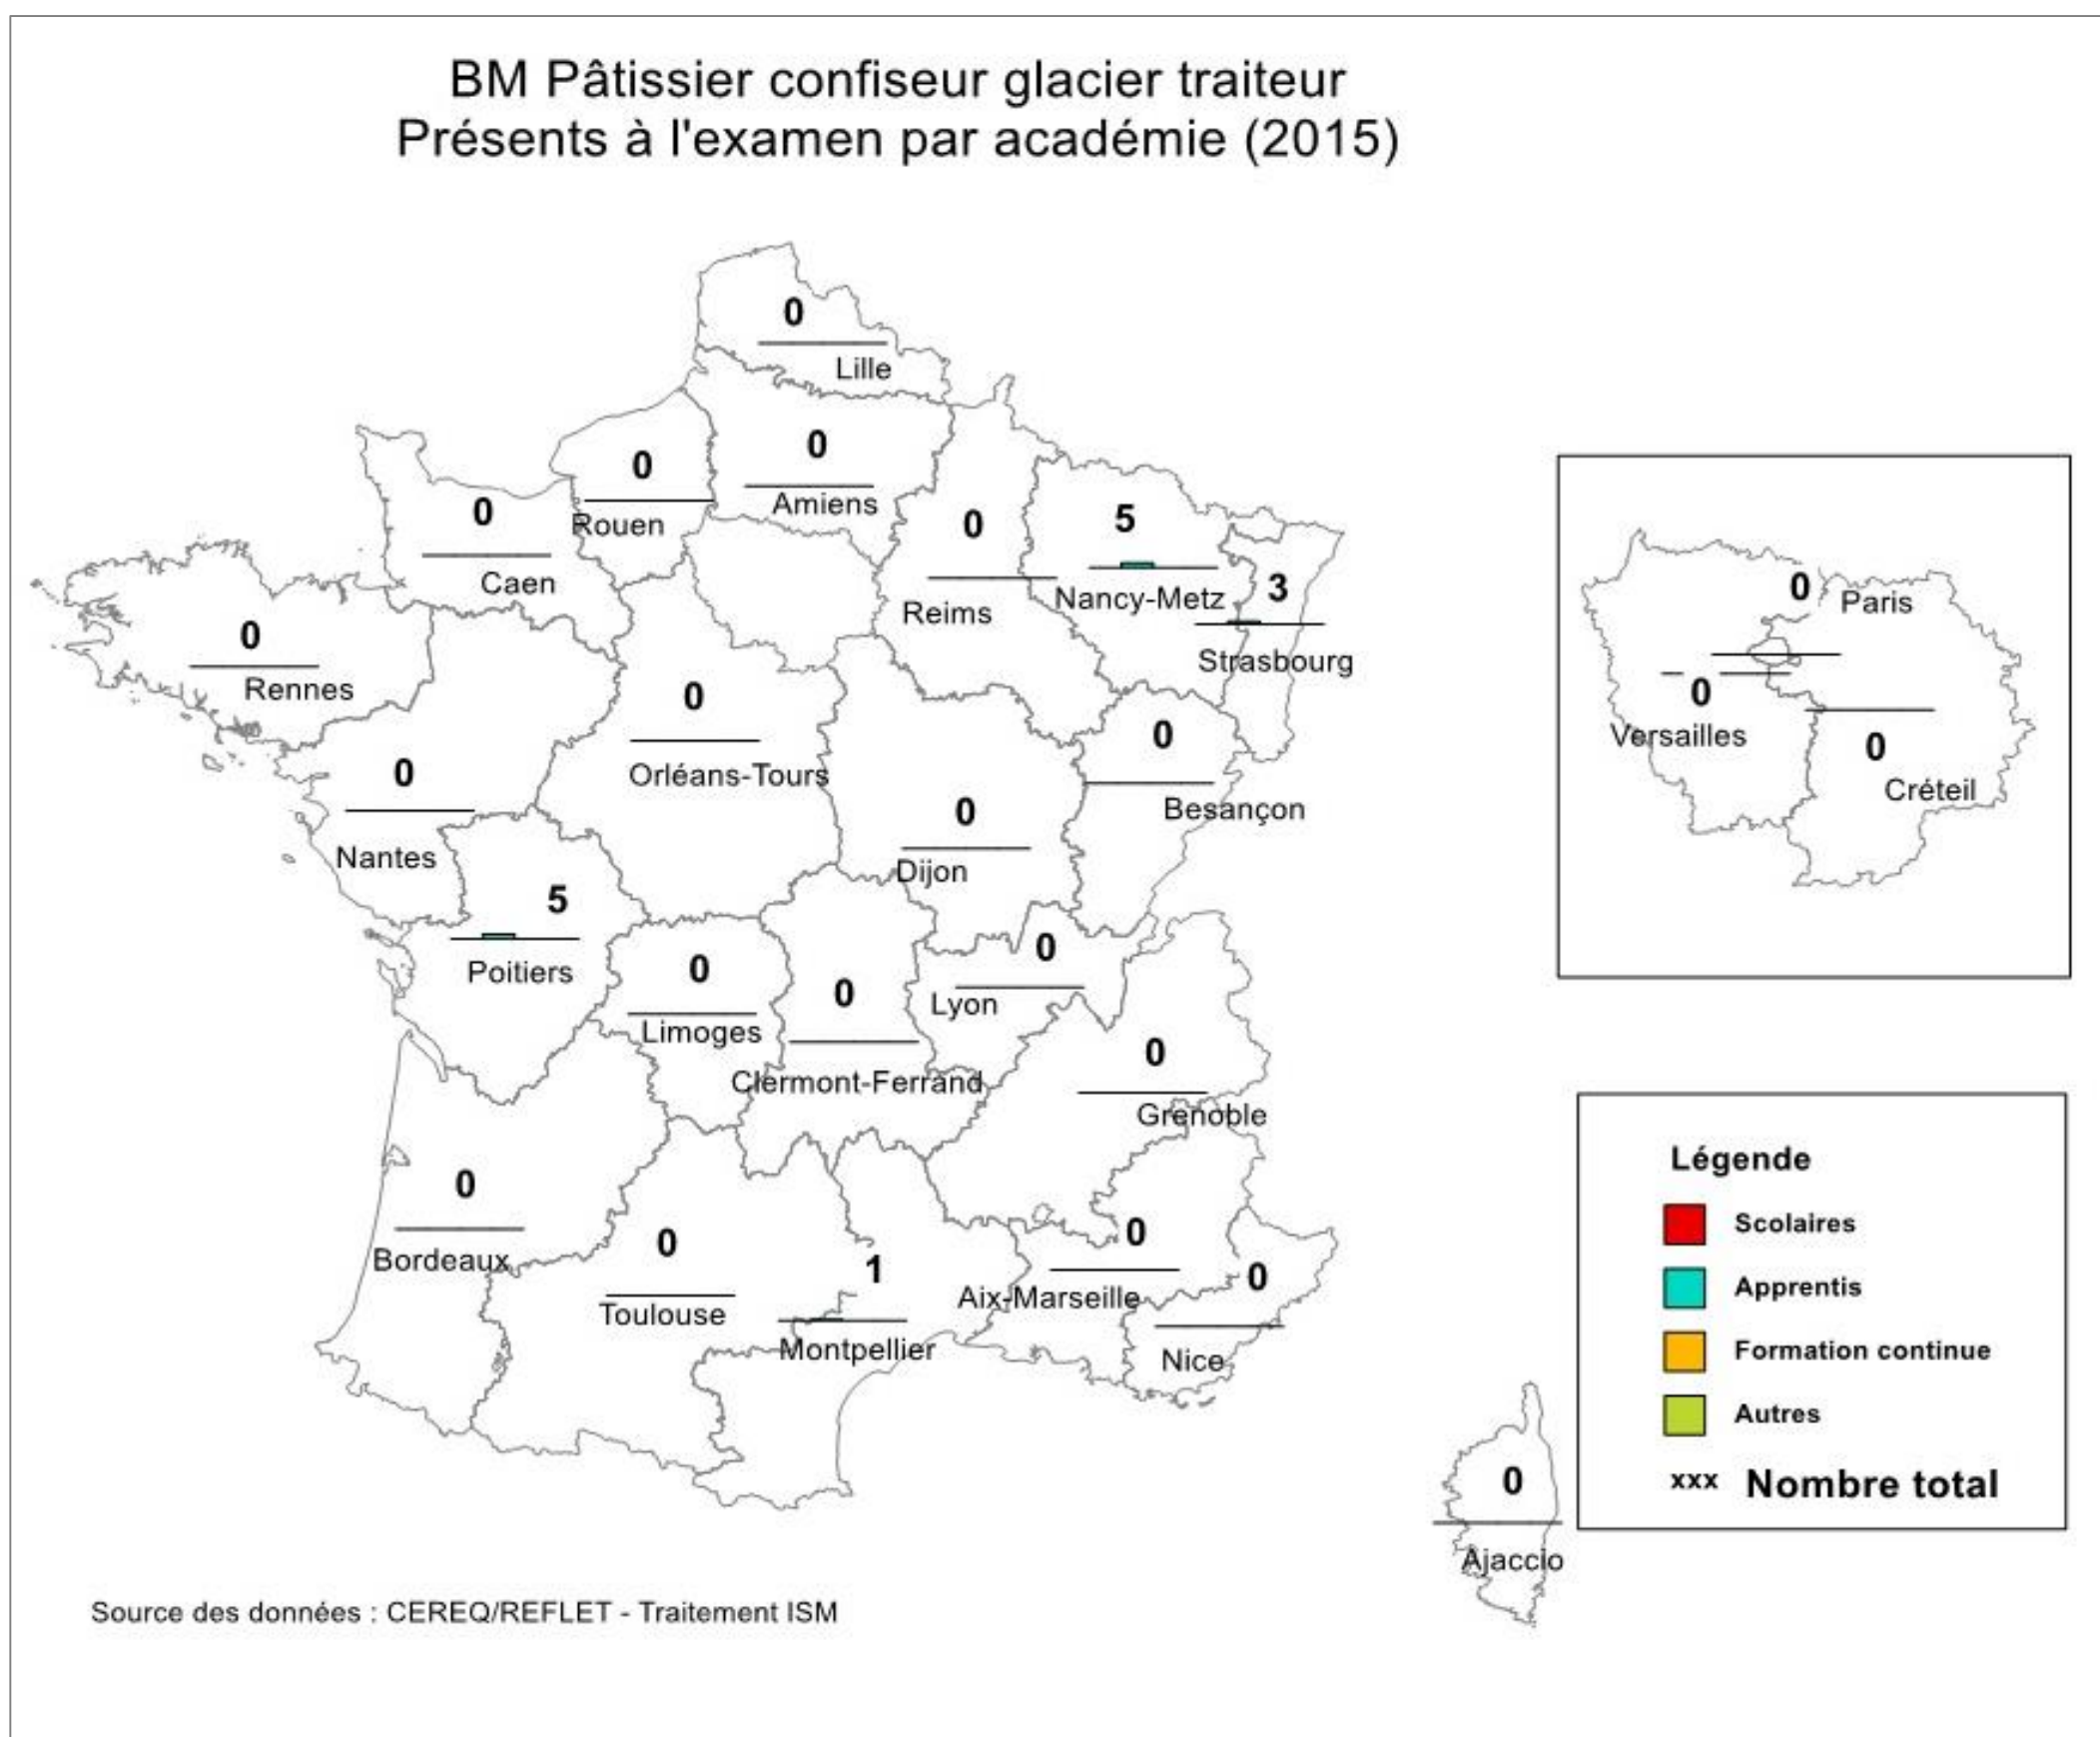 BM Pâtissier confiseur glacier traiteur
Présents à l'examen par académie (2015)
0
Lille
0
Amiens
0
Rouen
0
Caen
0
Reims
5
Nancy-Metz
3
Strasbourg
0
Rennes
0
Orléans-Tours
0
Besançon
0
Nantes
0
Dijon
5
Poitiers
0
Limoges
0
Clermont-Ferrand
0
Lyon
0
Grenoble
0
Bordeaux
0
Toulouse
1
Montpellier
0
Aix-Marseille
0
Nice
0
Ajaccio
0
Paris
0
Versailles
0
Créteil
Légende
Scolaires
Apprentis
Formation continue
Autres
xxx Nombre total
Source des données : CEREQ/REFLET - Traitement ISM